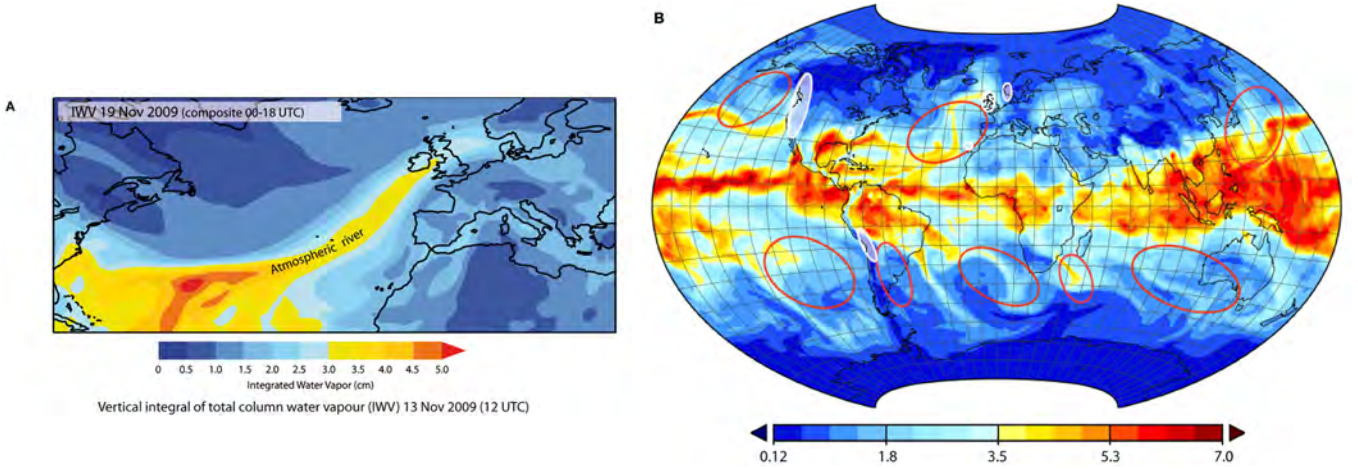 A
IWV 19 Nov 2009 (composite 00-18 UTC)
Atmospheric river
0 0.5 1.0 1.5 2.0 2.5 3.0 3.5 4.0 4.5 5.0
Integrated Water Vapor (cm)
Vertical integral of total column water vapour (IWV) 13 Nov 2009 (12 UTC)
B
0.12 1.8 3.5 5.3 7.0